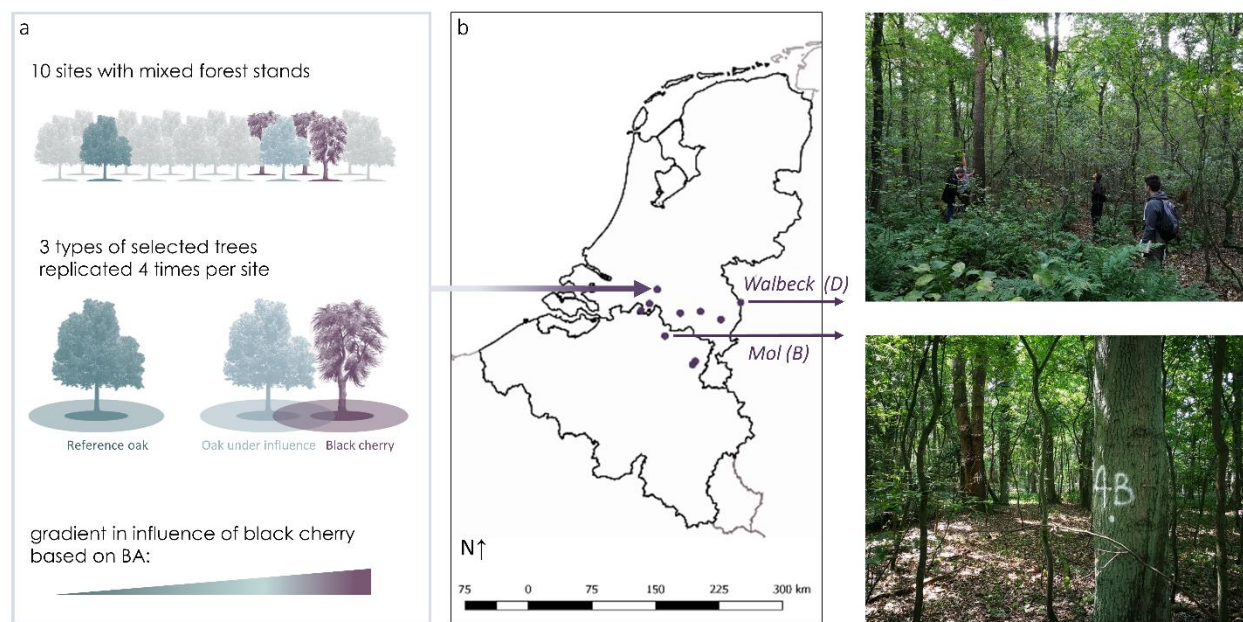 a
10 sites with mixed forest stands
3 types of selected trees
replicated 4 times per site
Reference oak
Oak under influence
Black cherry
gradient in influence of black cherry
based on BA:
b
Walbeck (D)
Mol (B)
N↑
75 0 75 150 225 300 km
4B